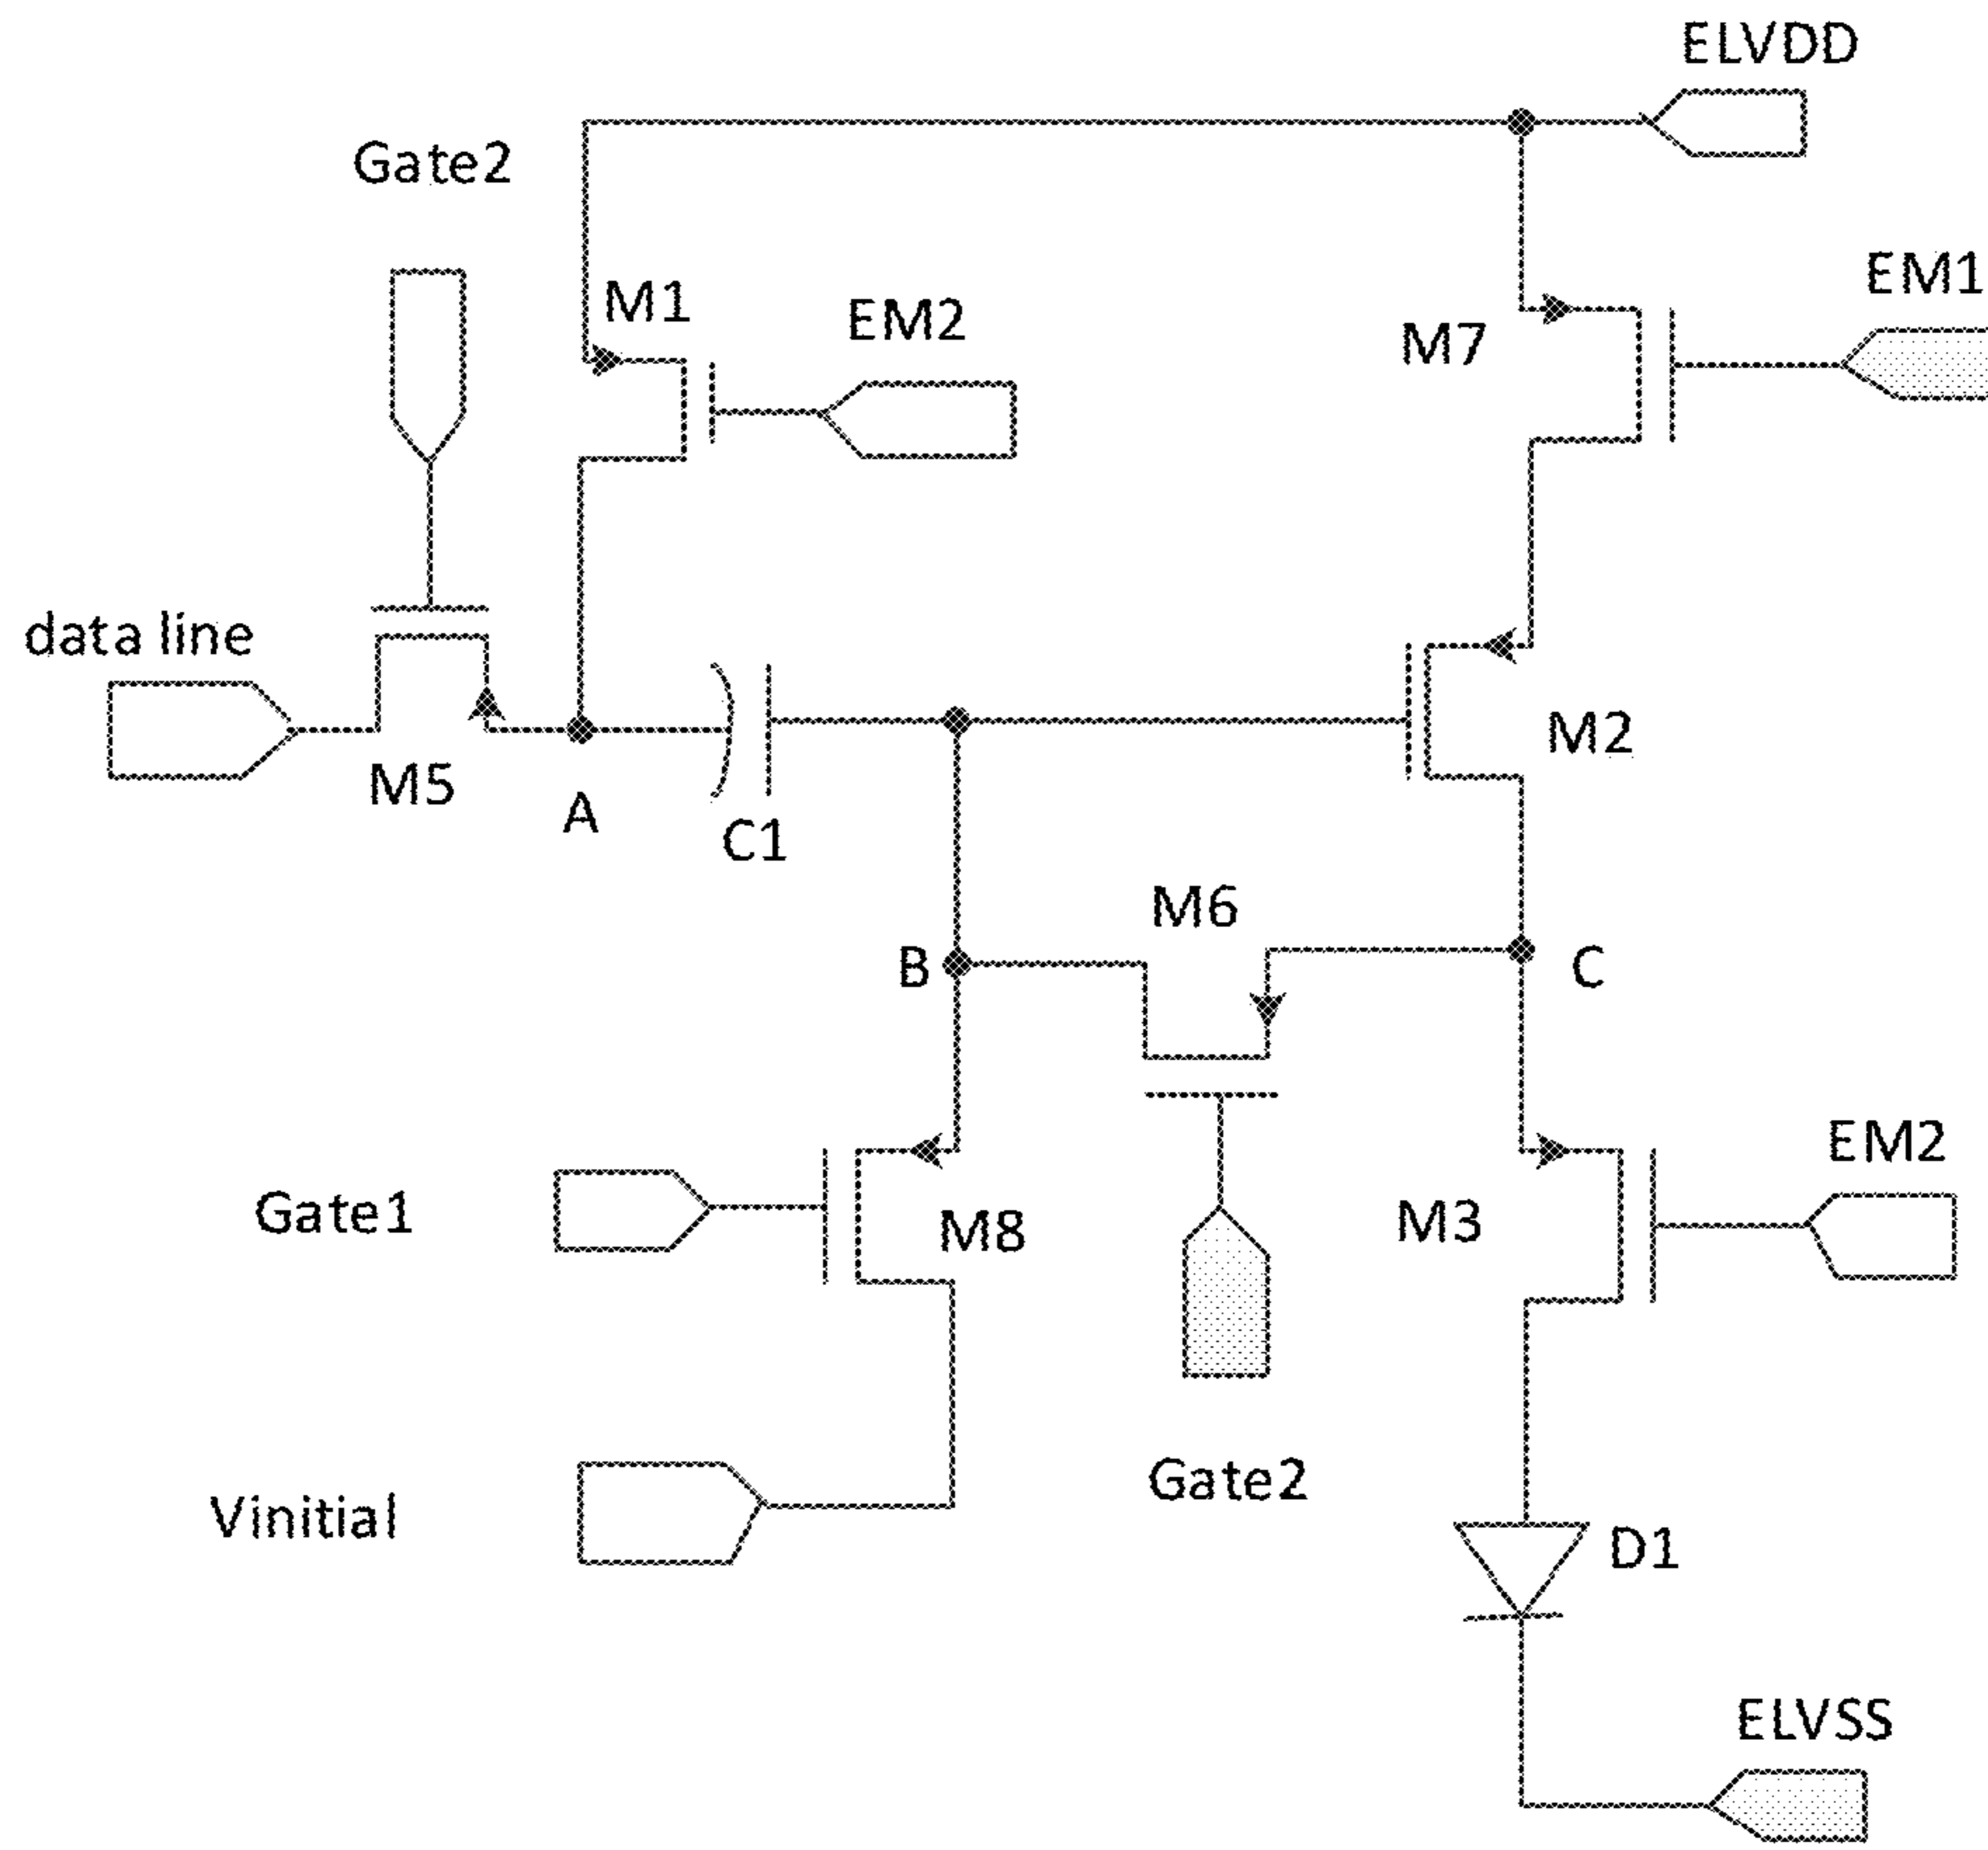 ELVDD
Gate2
EM1
M1
EM2
M7
data line
M2
M5
A
C1
M6
B
C
EM2
Gate1
M8
M3
Gate2
Vinitial
D1
ELVSS